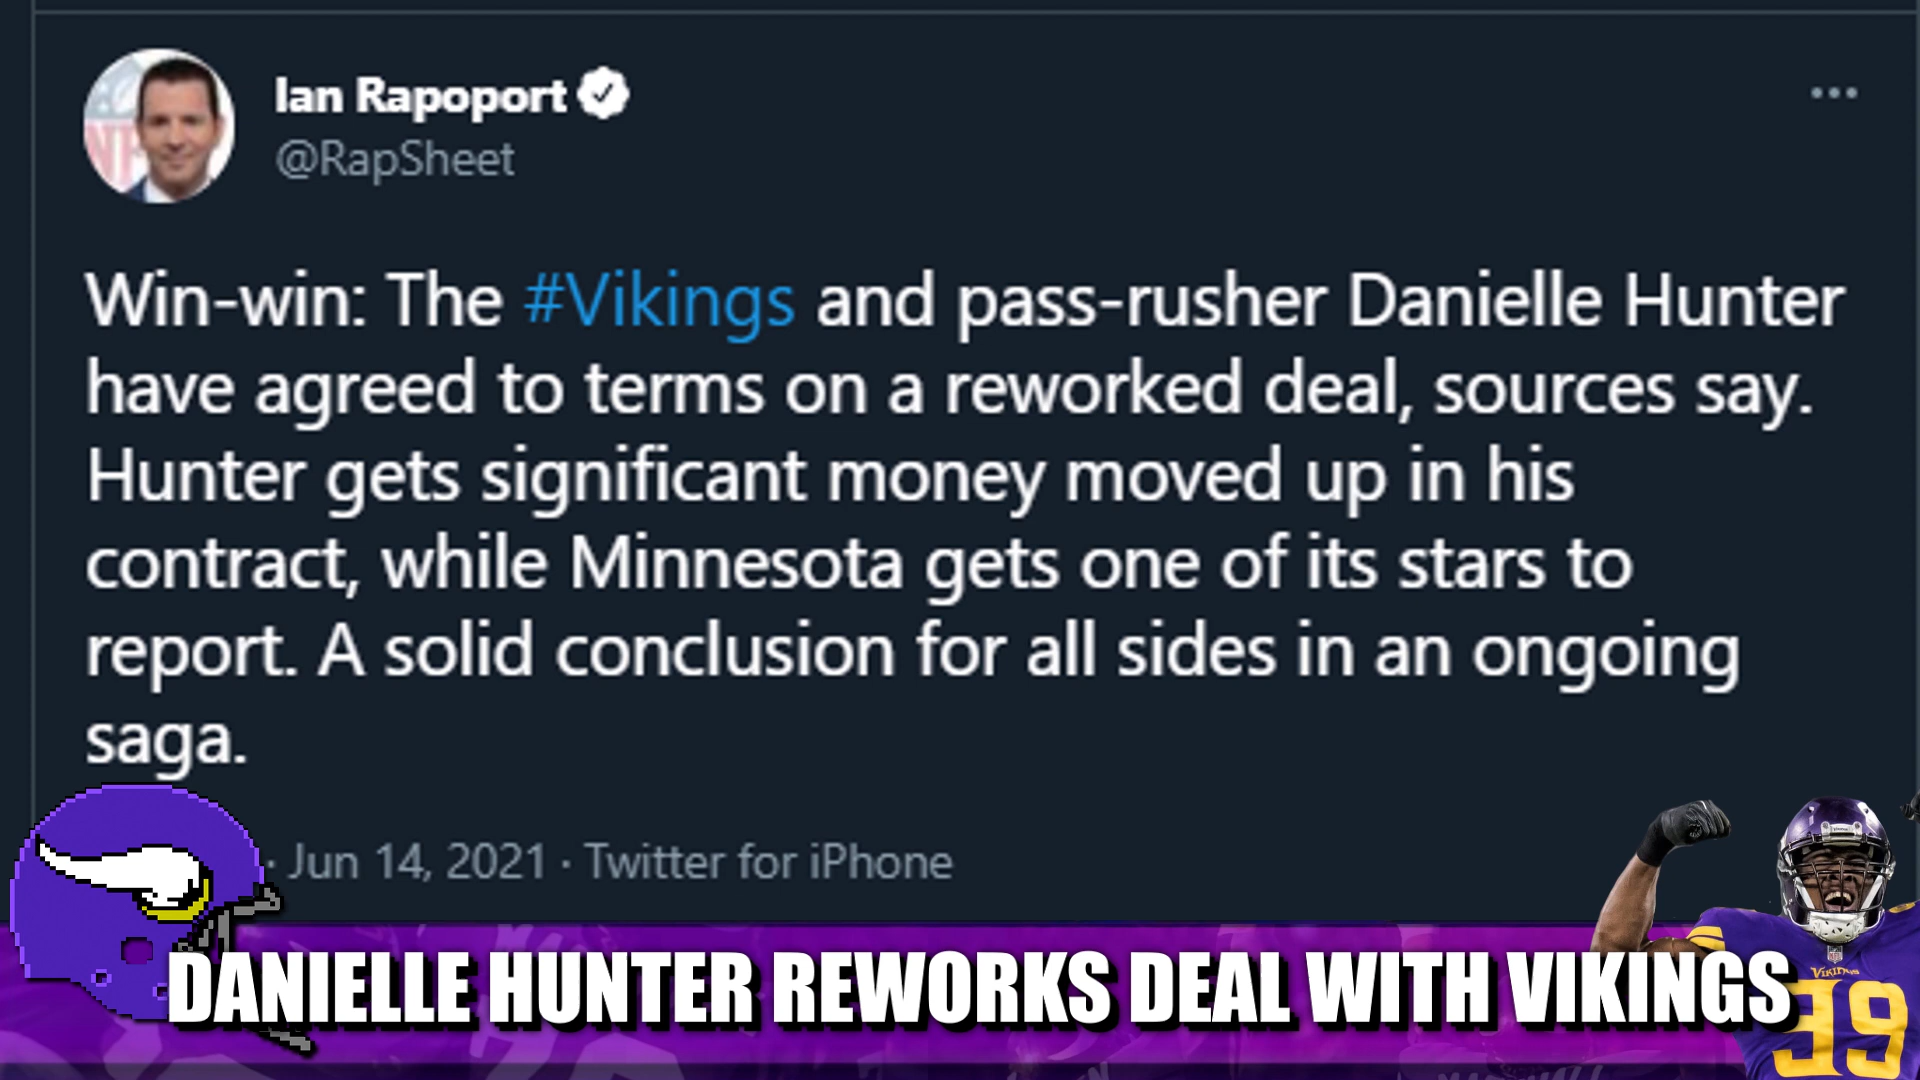 Ian Rapoport
@RapSheet
Win-win: The #Vikings and pass-rusher Danielle Hunter
have agreed to terms on a reworked deal, sources say.
Hunter gets significant money moved up in his
contract, while Minnesota gets one of its stars to
report. A solid conclusion for all sides in an ongoing
saga.
· Jun 14, 2021 · Twitter for iPhone
DANIELLE HUNTER REWORKS DEAL WITH VIKINGS
VIKINGS
99